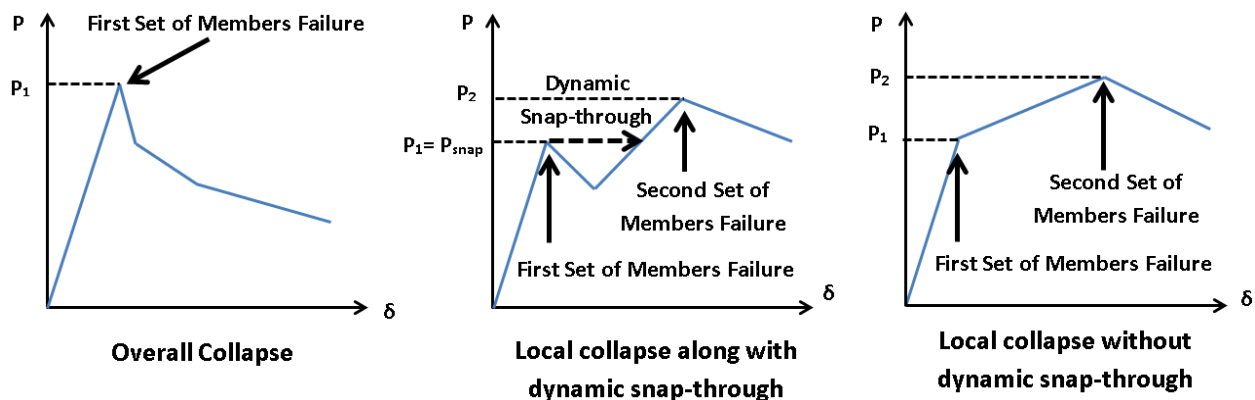 P
First Set of Members Failure
P₁
δ
Overall Collapse
P
P₂
Dynamic
Snap-through
P₁= Pₛₙₐₚ
Second Set of
Members Failure
First Set of Members Failure
δ
Local collapse along with
dynamic snap-through
P
P₂
P₁
Second Set of
Members Failure
First Set of Members Failure
δ
Local collapse without
dynamic snap-through